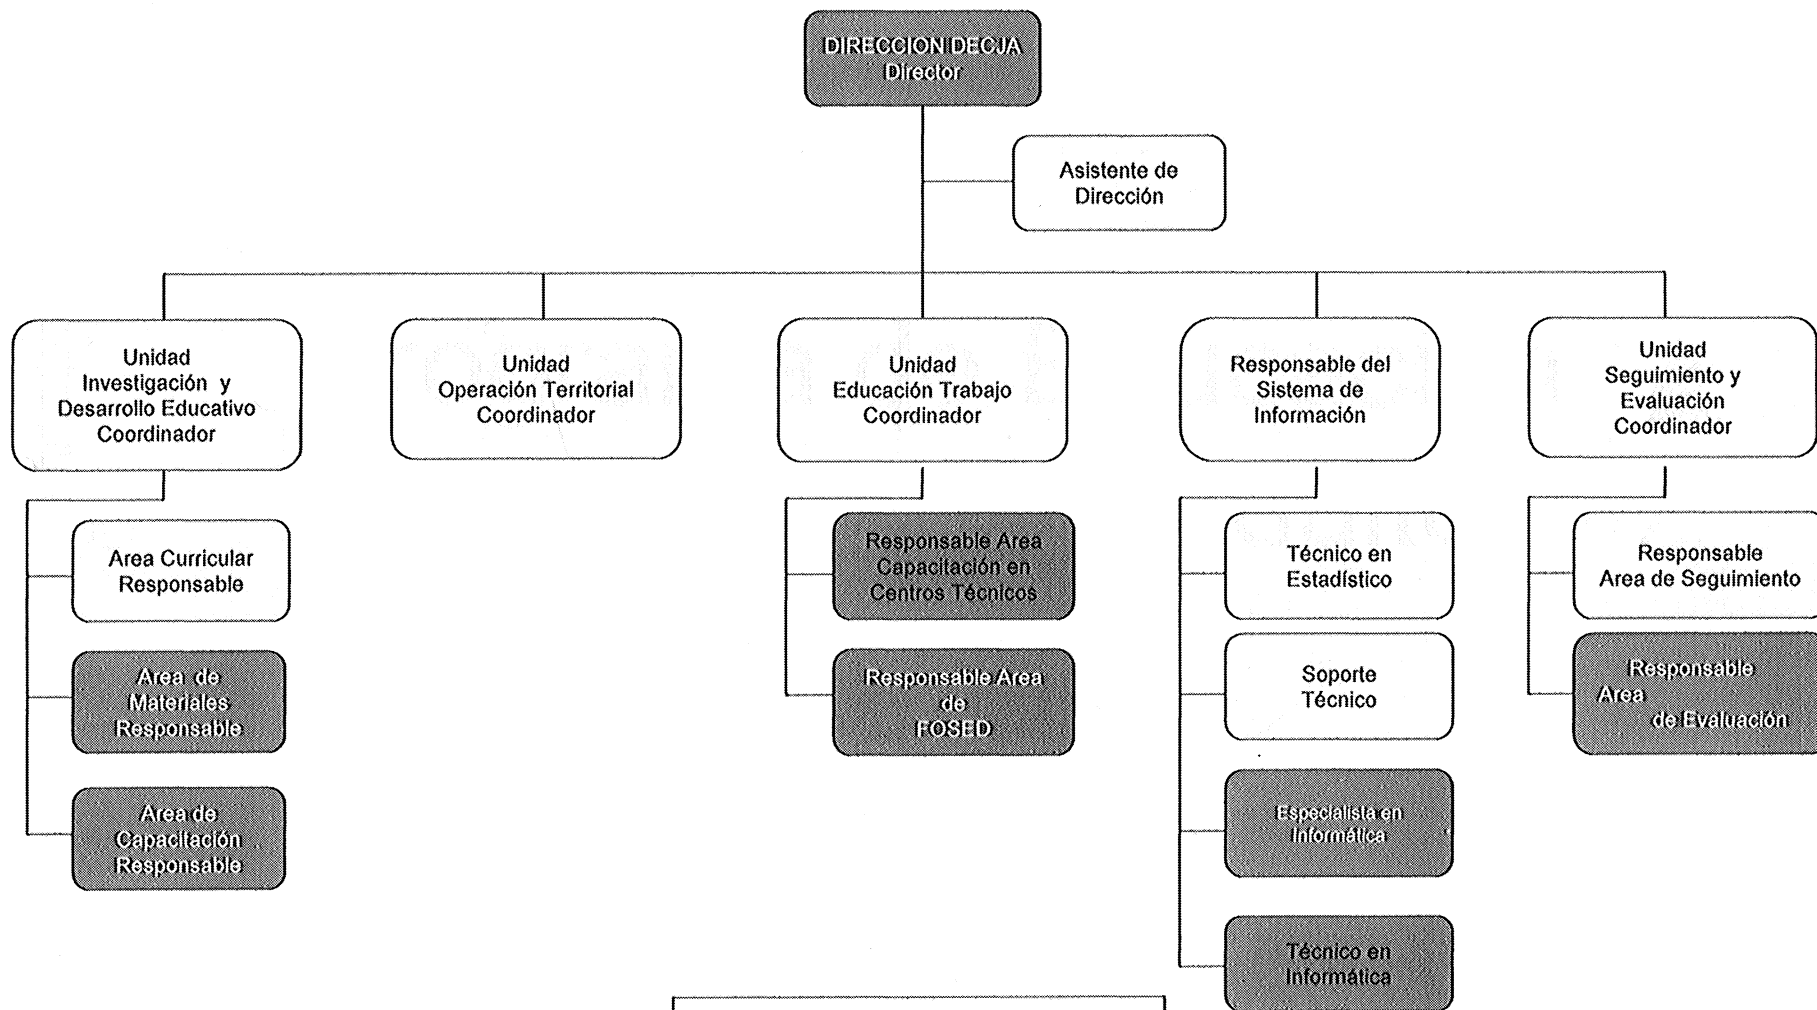 DIRECCION DECJA
Director
Asistente de
Dirección
Unidad
Investigación y
Desarrollo Educativo
Coordinador
Unidad
Operación Territorial
Coordinador
Unidad
Educación Trabajo
Coordinador
Responsable del
Sistema de
Información
Unidad
Seguimiento y
Evaluación
Coordinador
Area Curricular
Responsable
Area de
Materiales
Responsable
Area de
Capacitación
Responsable
Responsable Area
Capacitación en
Centros Técnicos
Responsable Area
de
FOSED
Técnico en
Estadístico
Soporte
Técnico
Especialista en
Informática
Técnico en
Informática
Responsable
Area de Seguimiento
Responsable
Area
de Evaluación